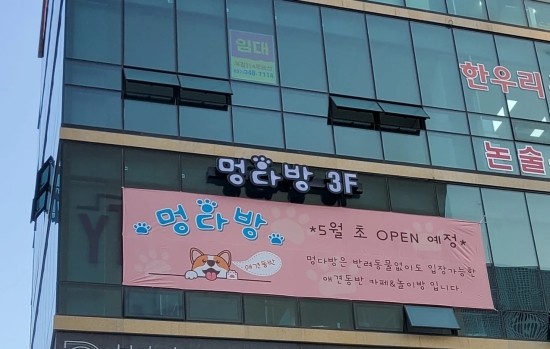 임대
한우리
논술
멍다방 3F
멍다방
애견동반
*5월 초 OPEN 예정*
멍다방은 반려동물없이도 입장가능한
애견동반 카페&놀이방 입니다